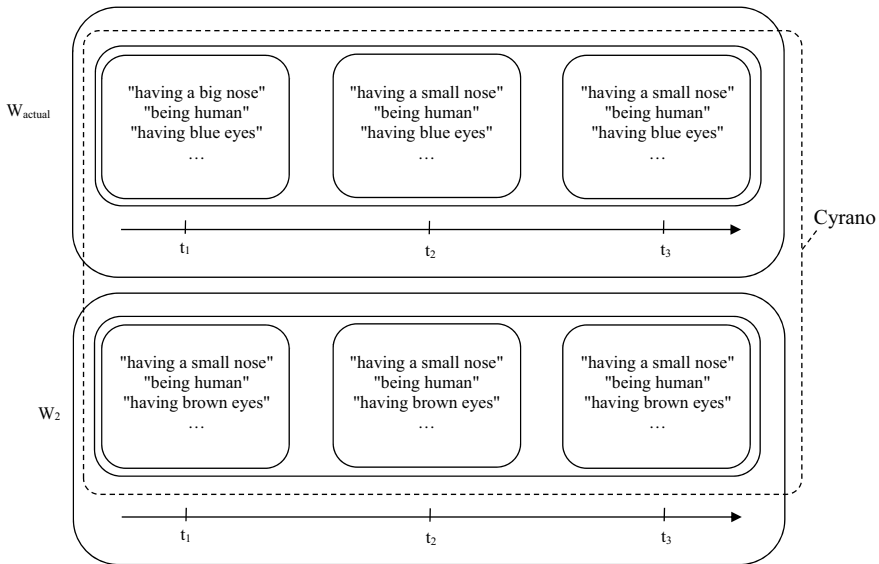 "having a big nose"
"being human"
"having blue eyes"
…
"having a small nose"
"being human"
"having blue eyes"
…
"having a small nose"
"being human"
"having blue eyes"
…
Wactual
Cyrano
t1
t2
t3
"having a small nose"
"being human"
"having brown eyes"
…
"having a small nose"
"being human"
"having brown eyes"
…
"having a small nose"
"being human"
"having brown eyes"
…
W2
t1
t2
t3